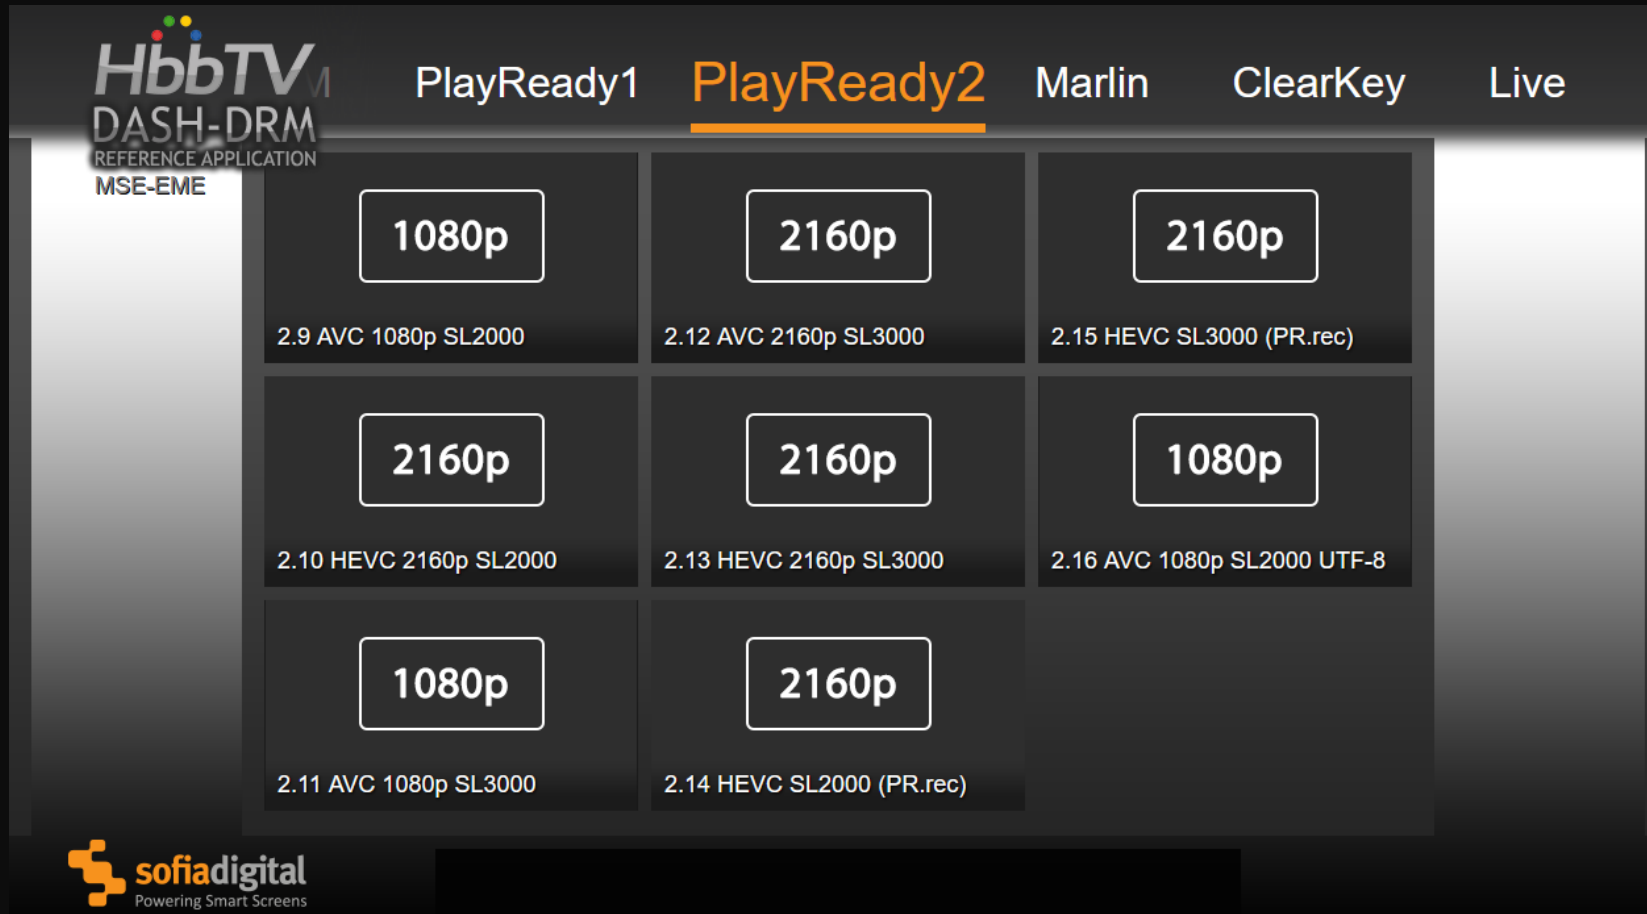 HbbTV
DASH-DRM
REFERENCE APPLICATION
MSE-EME
PlayReady1 PlayReady2 Marlin ClearKey Live
1080p 2160p 2160p
2.9 AVC 1080p SL2000 2.12 AVC 2160p SL3000 2.15 HEVC SL3000 (PR.rec)
2160p 2160p 1080p
2.10 HEVC 2160p SL2000 2.13 HEVC 2160p SL3000 2.16 AVC 1080p SL2000 UTF-8
1080p 2160p
2.11 AVC 1080p SL3000 2.14 HEVC SL2000 (PR.rec)
sofiadigital
Powering Smart Screens